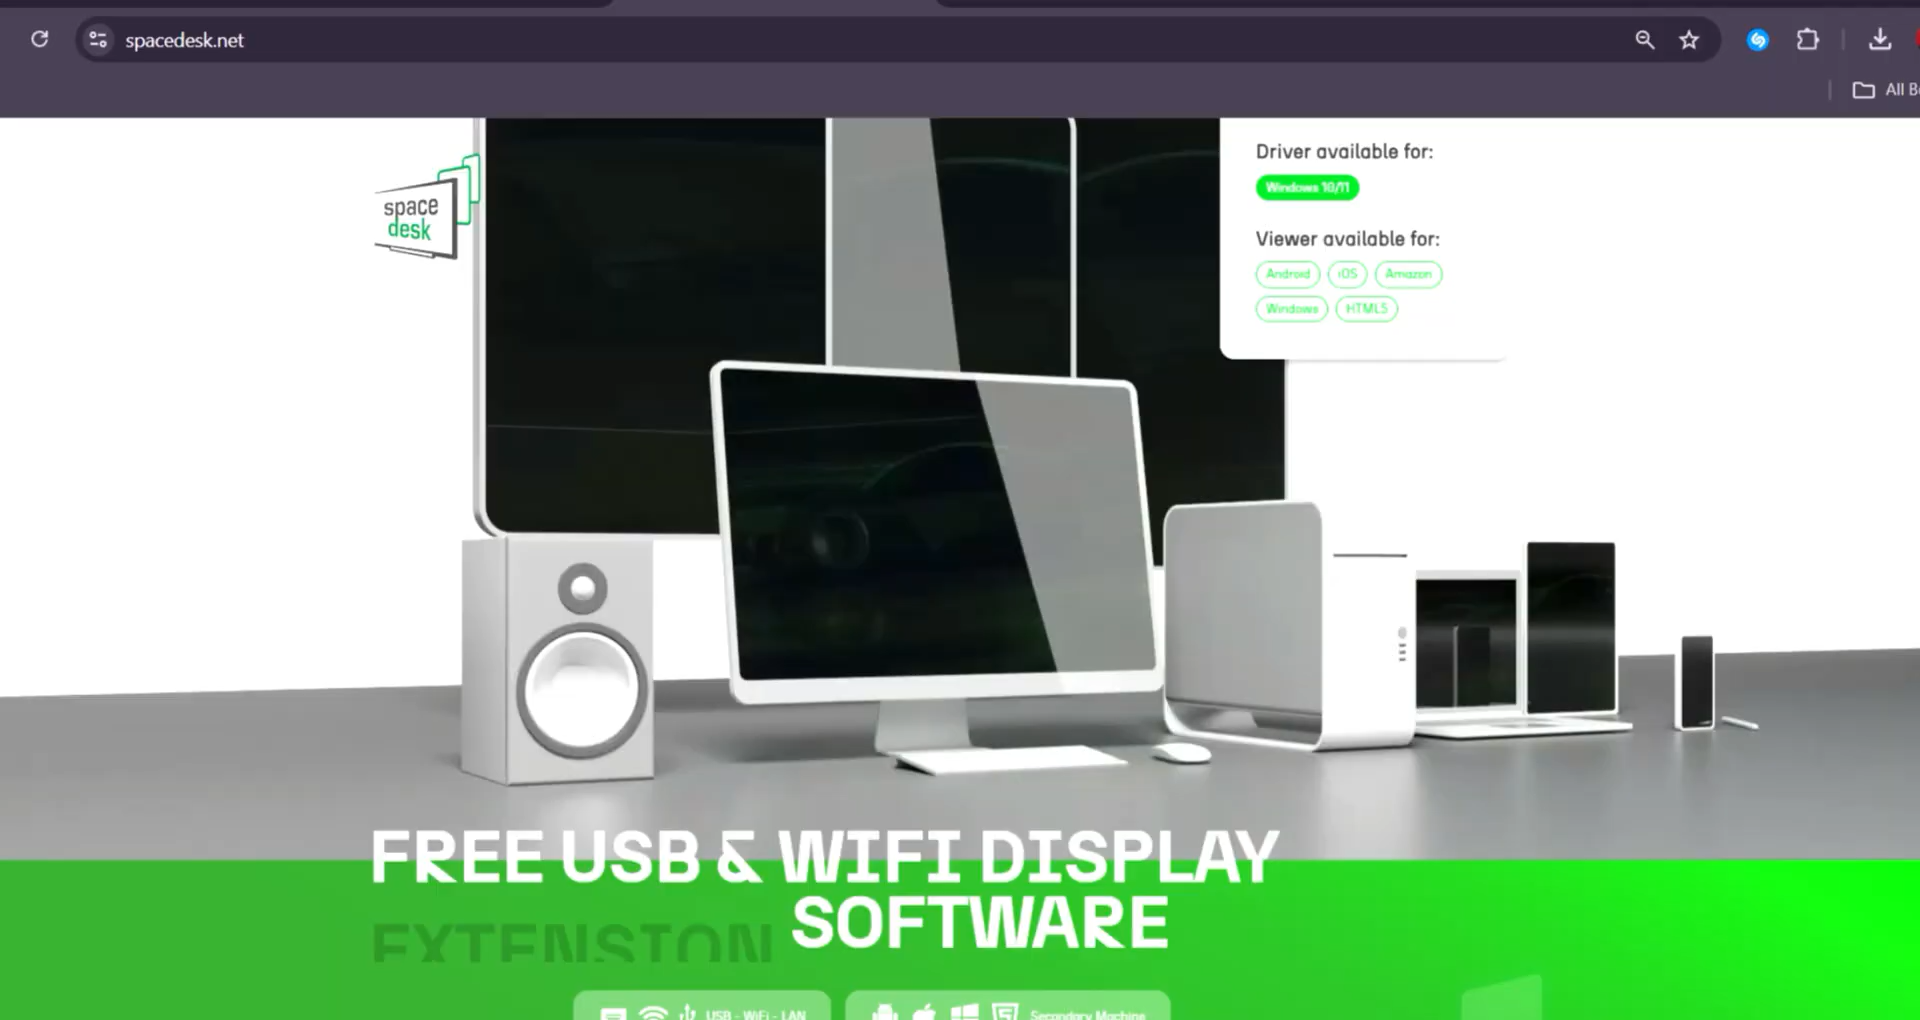 spacedesk.net
All B
space
desk
Driver available for:
Windows 10/11
Viewer available for:
Android iOS Amazon
Windows HTML5
FREE USB & WIFI DISPLAY
EXTENSION SOFTWARE
USB - WiFi - LAN
Secondary Machine